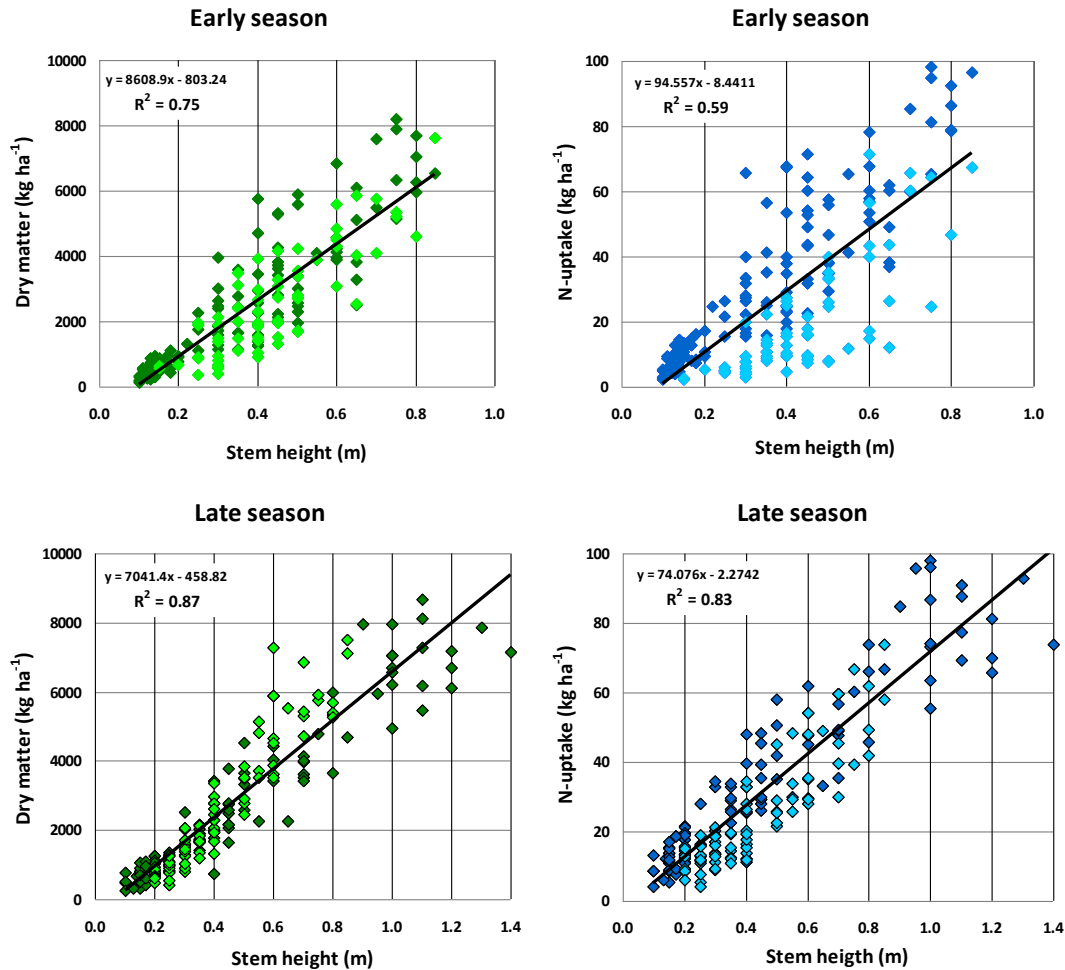 Early season
y = 8608.9x - 803.24
R² = 0.75
Dry matter (kg ha⁻¹)
10000
8000
6000
4000
2000
0
0.0 0.2 0.4 0.6 0.8 1.0
Stem height (m)
Early season
y = 94.557x - 8.4411
R² = 0.59
N-uptake (kg ha⁻¹)
100
80
60
40
20
0
0.0 0.2 0.4 0.6 0.8 1.0
Stem heigth (m)
Late season
y = 7041.4x - 458.82
R² = 0.87
Dry matter (kg ha⁻¹)
10000
8000
6000
4000
2000
0
0.0 0.2 0.4 0.6 0.8 1.0 1.2 1.4
Stem height (m)
Late season
y = 74.076x - 2.2742
R² = 0.83
N-uptake (kg ha⁻¹)
100
80
60
40
20
0
0.0 0.2 0.4 0.6 0.8 1.0 1.2 1.4
Stem heigth (m)